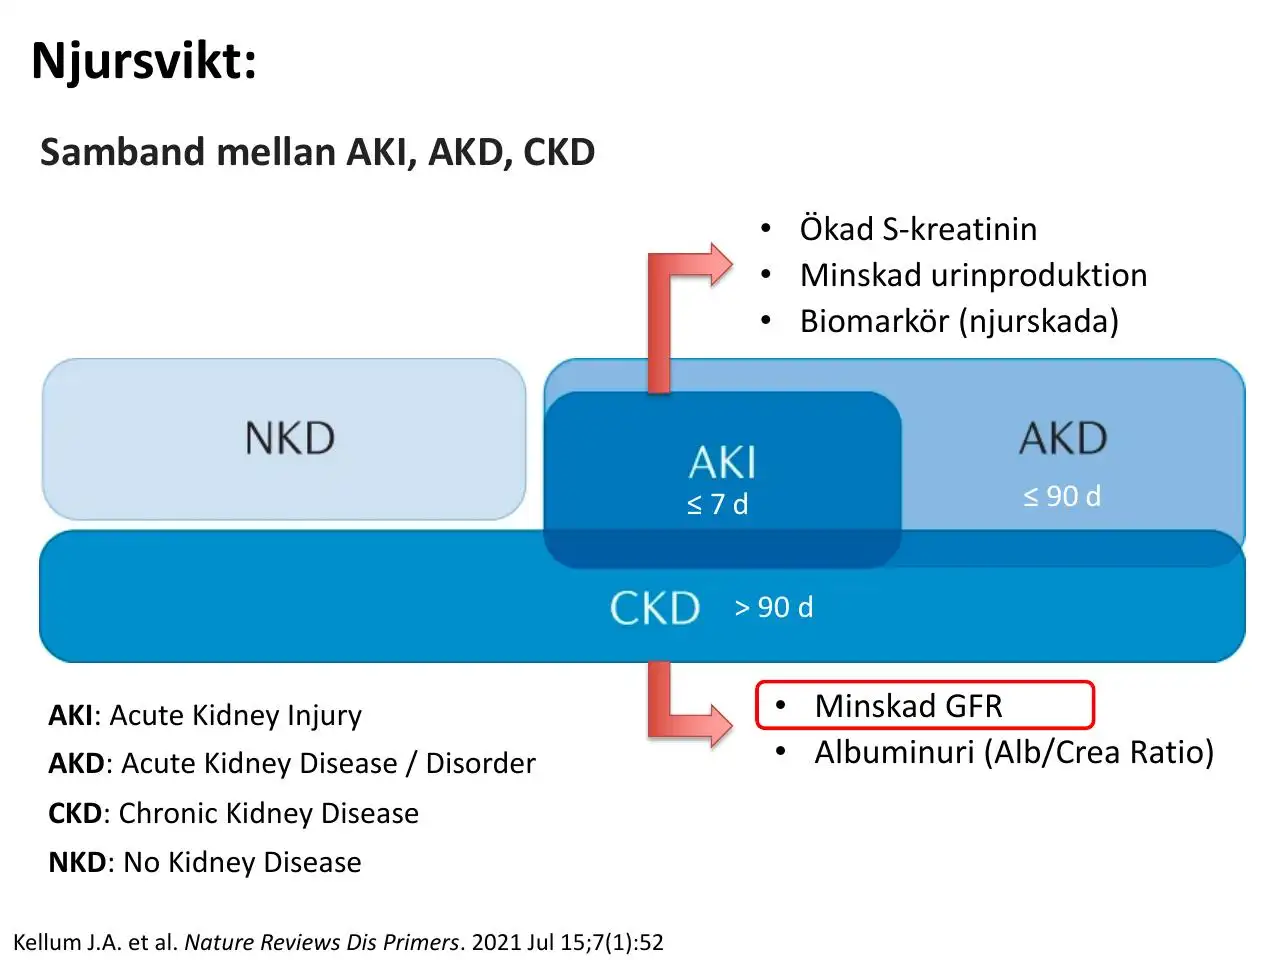 Njursvikt:
Samband mellan AKI, AKD, CKD
• Ökad S-kreatinin
• Minskad urinproduktion
• Biomarkör (njurskada)
NKD
AKI
≤ 7 d
AKD
≤ 90 d
CKD > 90 d
• Minskad GFR
• Albuminuri (Alb/Crea Ratio)
AKI: Acute Kidney Injury
AKD: Acute Kidney Disease / Disorder
CKD: Chronic Kidney Disease
NKD: No Kidney Disease
Kellum J.A. et al. Nature Reviews Dis Primers. 2021 Jul 15;7(1):52